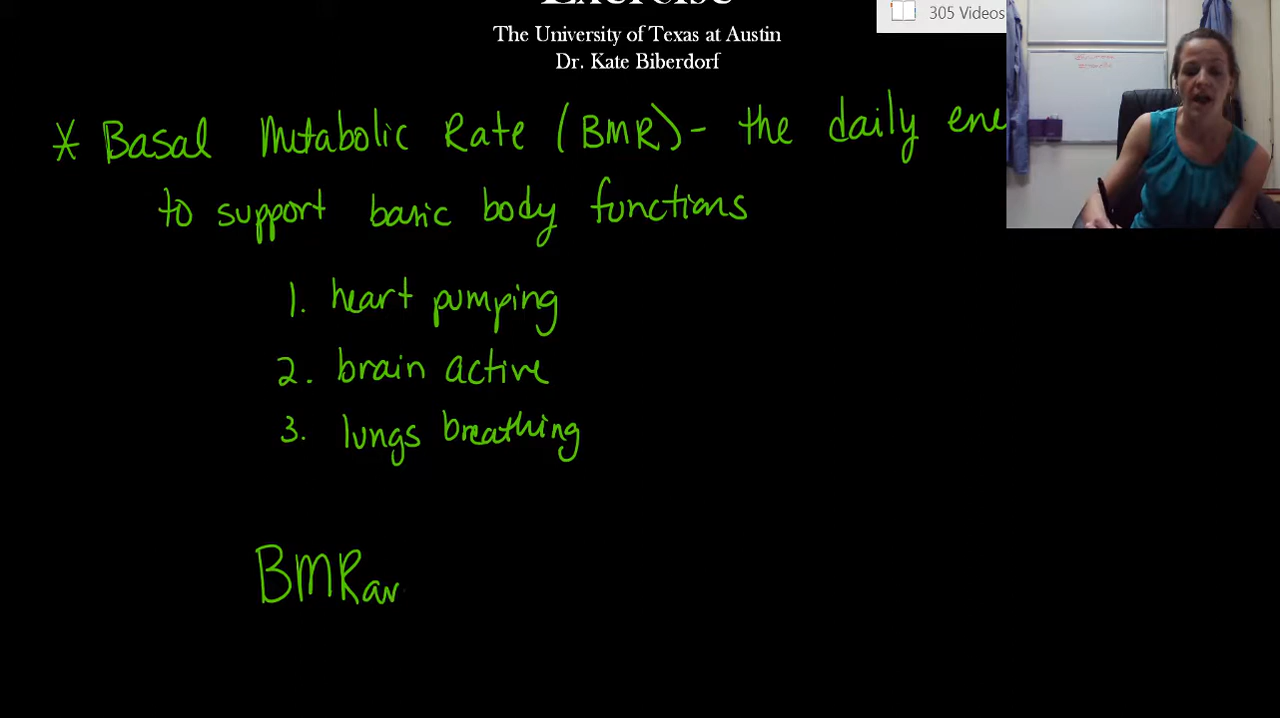 Exercise
305 Videos
The University of Texas at Austin
Dr. Kate Biberdorf
* Basal Metabolic Rate (BMR) - the daily ene
to support basic body functions
1. heart pumping
2. brain active
3. lungs breathing
BMRav